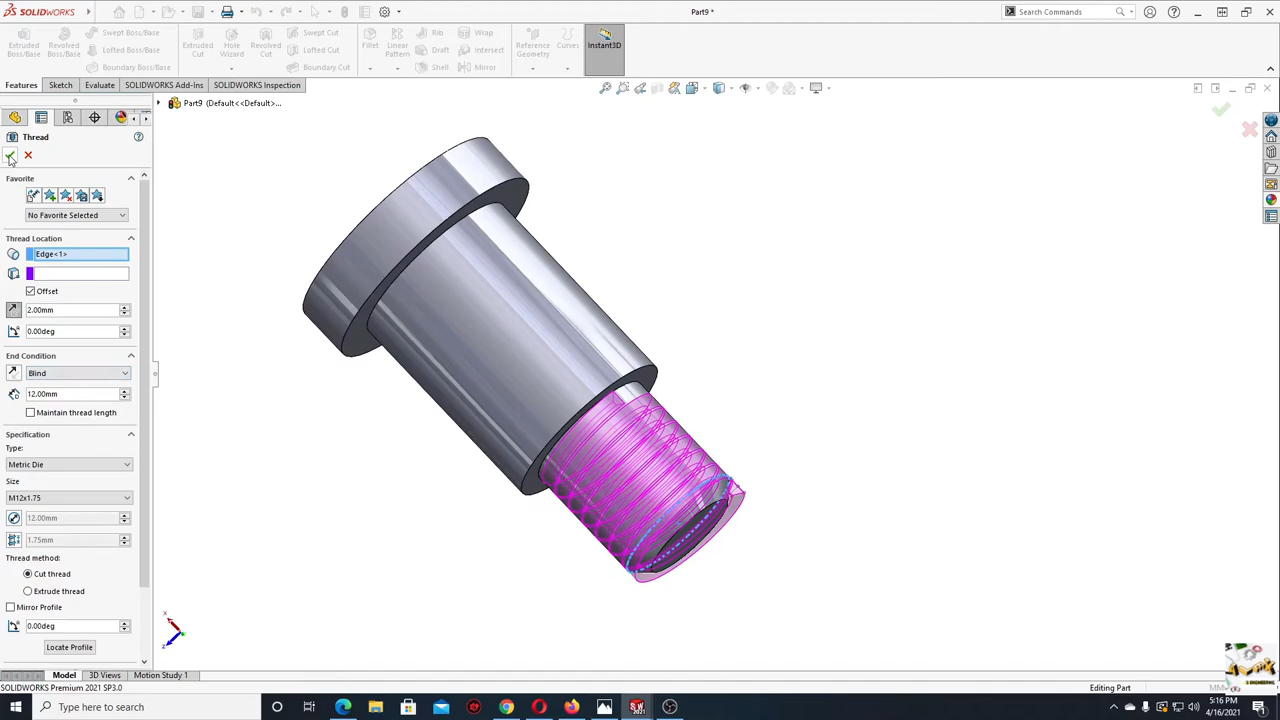 SOLIDWORKS
Part9 *
Search Commands
Extruded Boss/Base
Revolved Boss/Base
Swept Boss/Base
Lofted Boss/Base
Boundary Boss/Base
Extruded Cut
Hole Wizard
Revolved Cut
Swept Cut
Lofted Cut
Boundary Cut
Fillet
Linear Pattern
Rib
Draft
Shell
Wrap
Intersect
Mirror
Reference Geometry
Curves
Instant3D
Features
Sketch
Evaluate
SOLIDWORKS Add-Ins
SOLIDWORKS Inspection
Part9 (Default<<Default>...
Thread
Favorite
No Favorite Selected
Thread Location
Edge<1>
Offset
2.00mm
0.00deg
End Condition
Blind
12.00mm
Maintain thread length
Specification
Type:
Metric Die
Size
M12x1.75
12.00mm
1.75mm
Thread method:
Cut thread
Extrude thread
Mirror Profile
0.00deg
Locate Profile
Model
3D Views
Motion Study 1
SOLIDWORKS Premium 2021 SP3.0
Editing Part
Type here to search
5:16 PM
4/16/2021